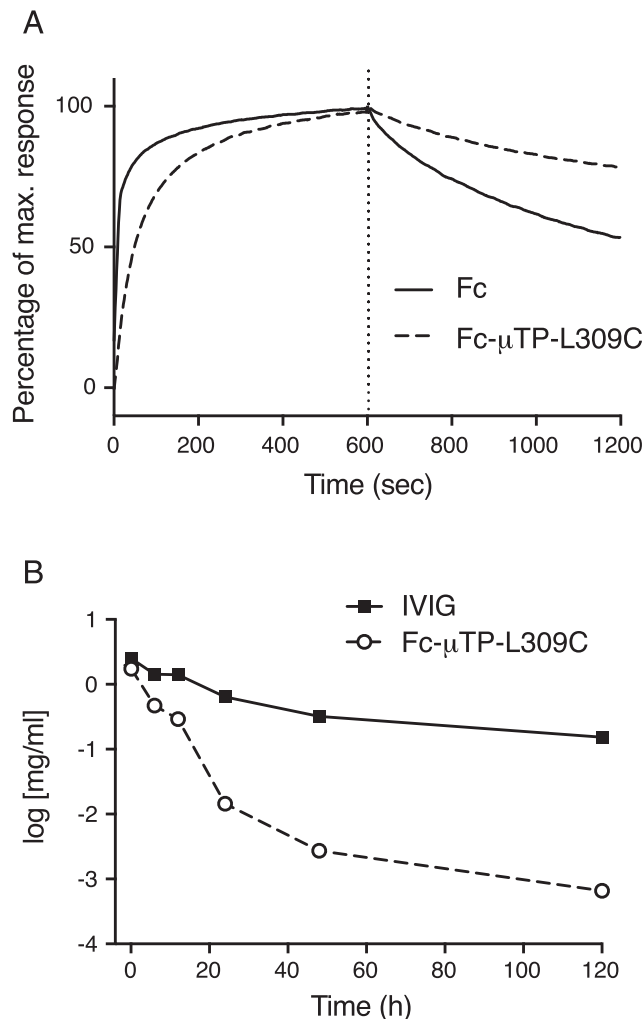 A
Percentage of max. response
100
50
0
Fc
Fc-μTP-L309C
0 200 400 600 800 1000 1200
Time (sec)
B
IVIG
Fc-μTP-L309C
log [mg/ml]
1
0
-1
-2
-3
-4
0 20 40 60 80 100 120
Time (h)